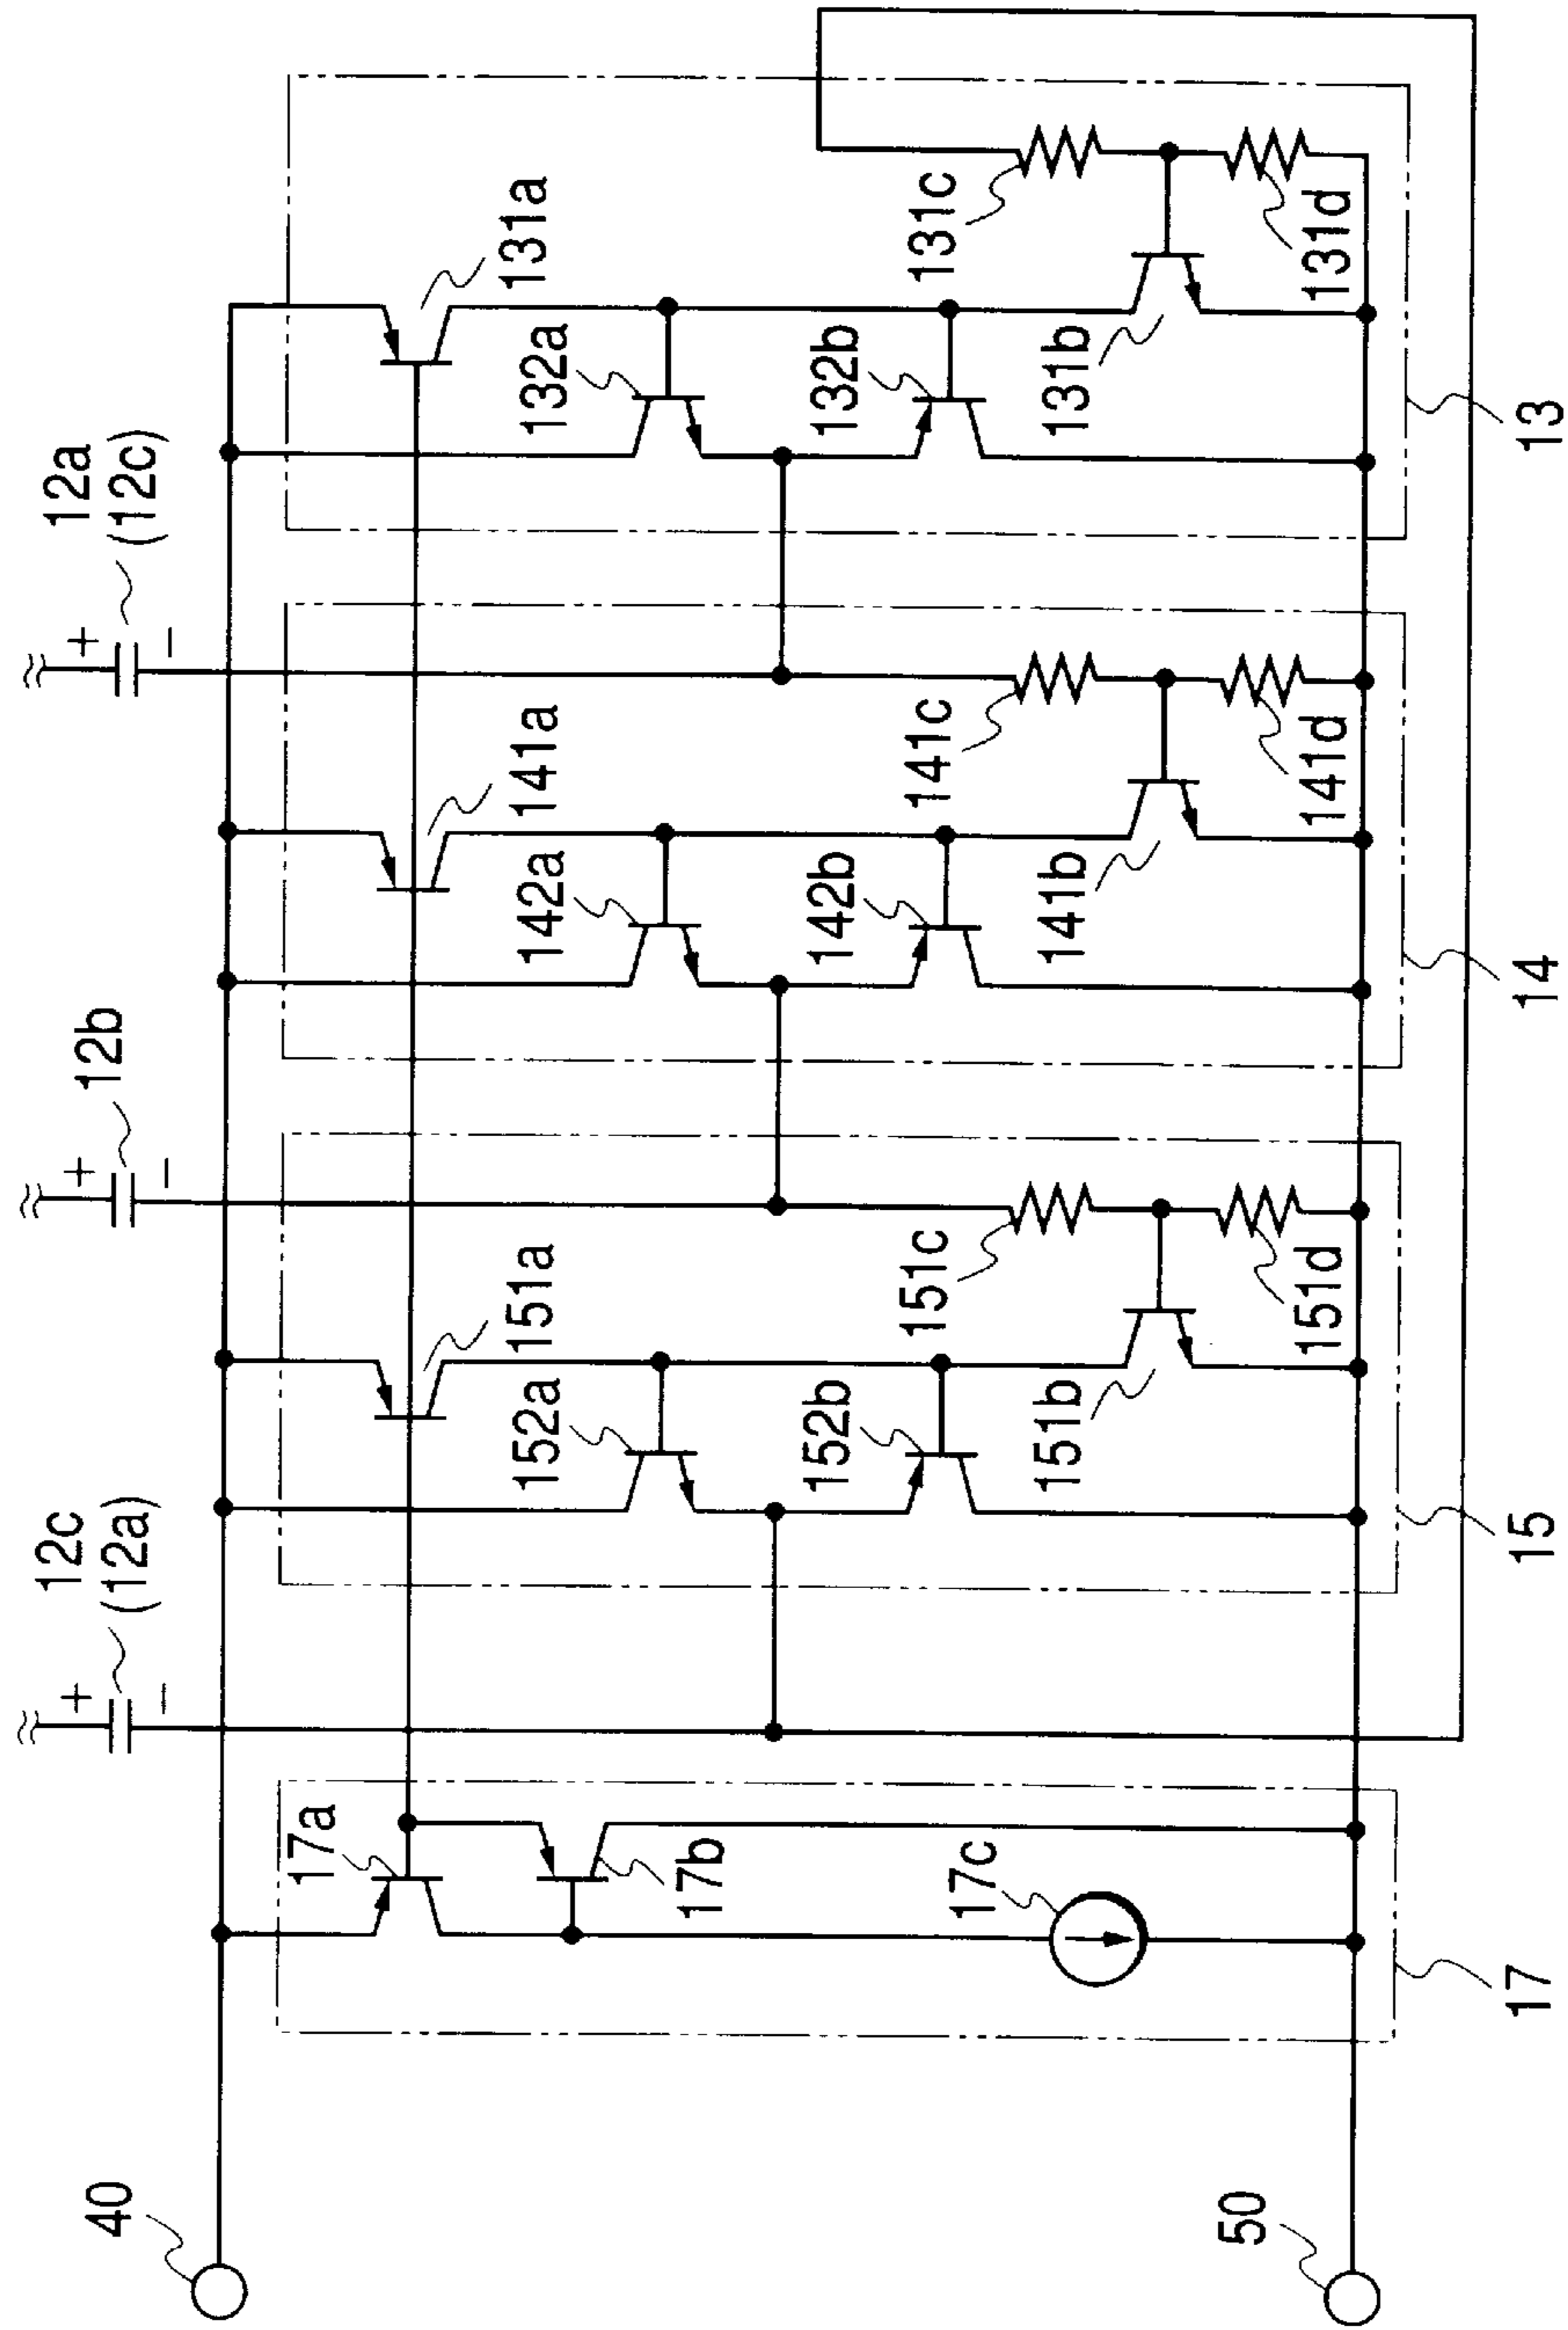 40
12c
(12a)
+
−
12b
+
−
12a
(12c)
+
−
17a
151a
141a
131a
152a
142a
132a
17b
152b
142b
132b
17c
151c
141c
131c
151b
141b
131b
50
151d
141d
131d
17
15
14
13